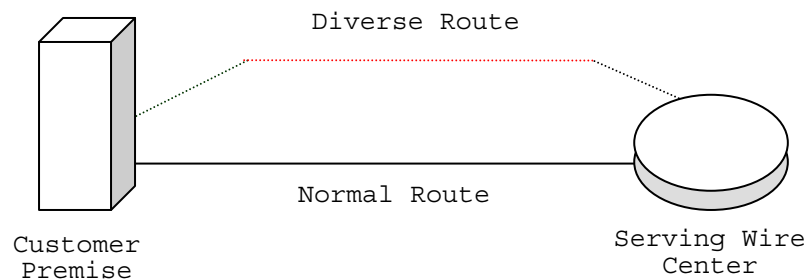 Diverse Route
Normal Route
Customer
Premise
Serving Wire
Center